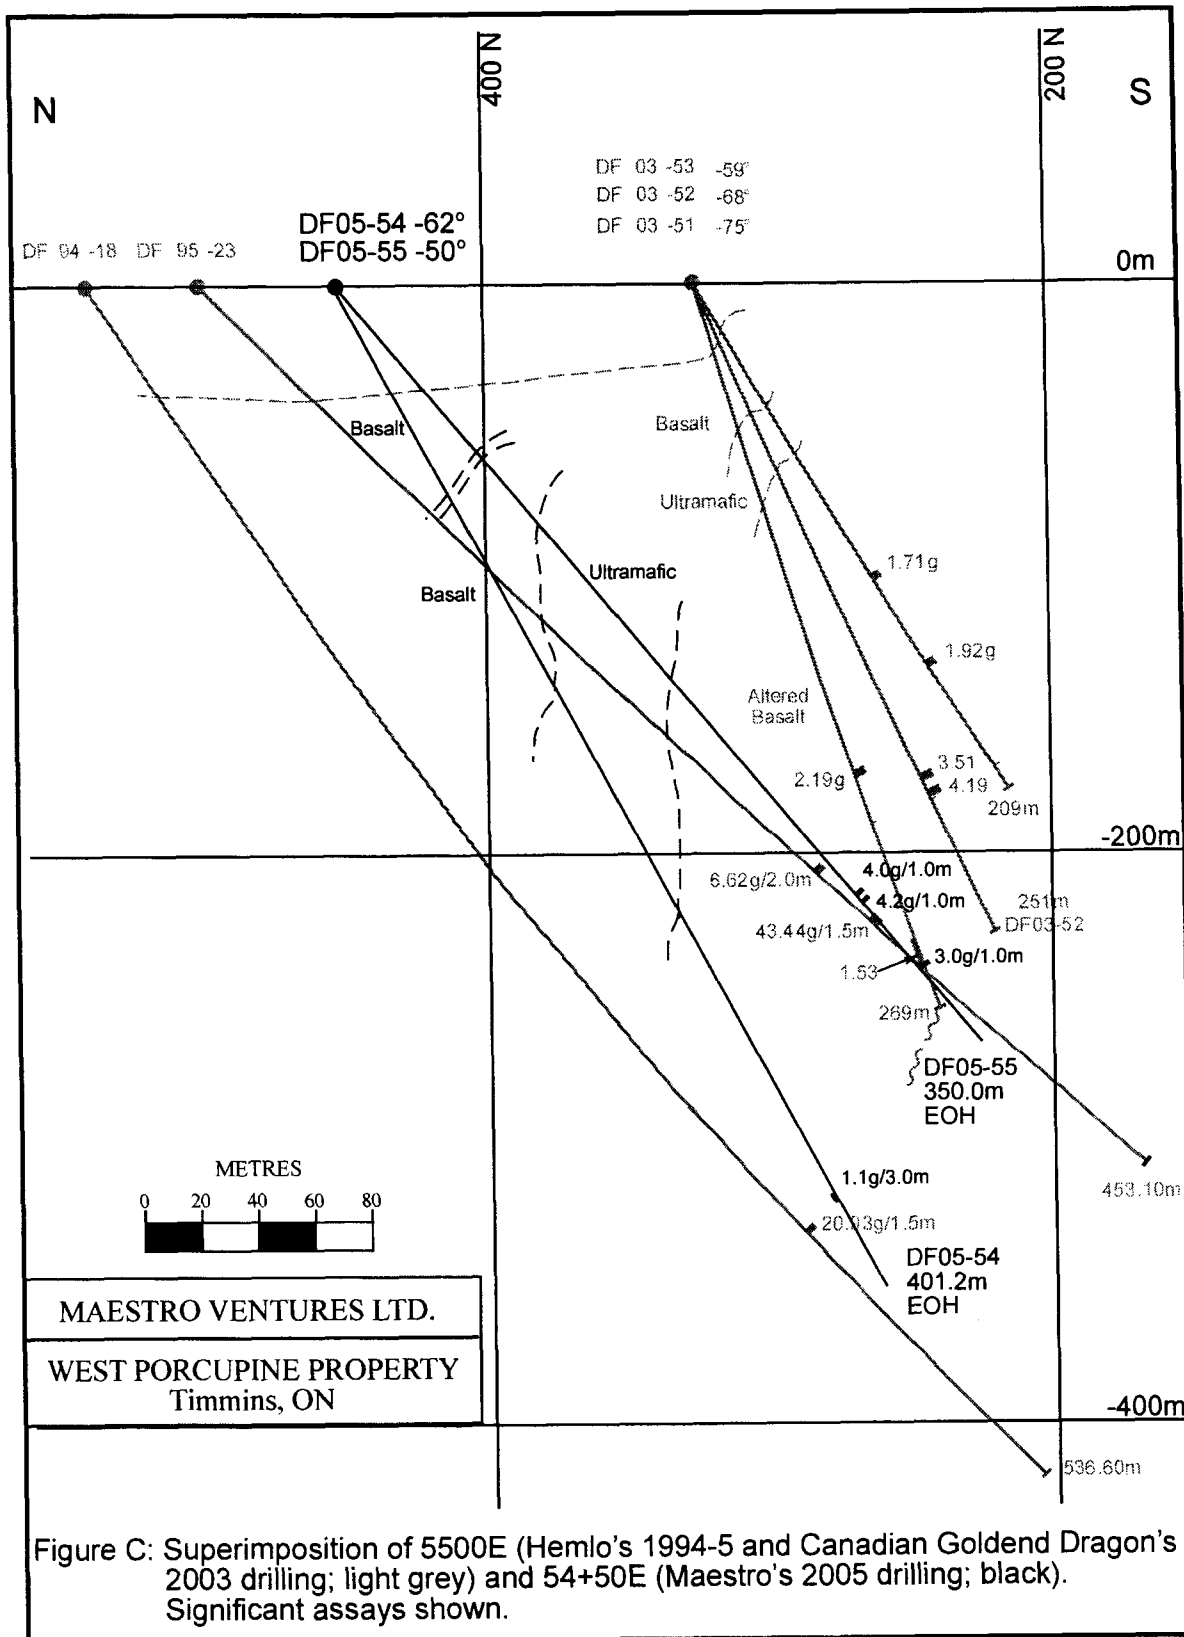 400 N
200 N
N
S
DF 03 -53 -59°
DF 03 -52 -68°
DF 03 -51 -75°
DF05-54 -62°
DF05-55 -50°
DF 94 -18
DF 95 -23
0m
Basalt
Basalt
Ultramafic
Ultramafic
Basalt
1.71g
1.92g
Altered
Basalt
3.51
4.19
2.19g
209m
-200m
4.0g/1.0m
6.62g/2.0m
4.2g/1.0m
251m
DF03-52
43.44g/1.5m
3.0g/1.0m
1.53
269m
DF05-55
350.0m
EOH
1.1g/3.0m
453.10m
METRES
0 20 40 60 80
20.93g/1.5m
DF05-54
401.2m
EOH
MAESTRO VENTURES LTD.
WEST PORCUPINE PROPERTY
Timmins, ON
-400m
536.60m
Figure C: Superimposition of 5500E (Hemlo's 1994-5 and Canadian Goldend Dragon's
2003 drilling; light grey) and 54+50E (Maestro's 2005 drilling; black).
Significant assays shown.